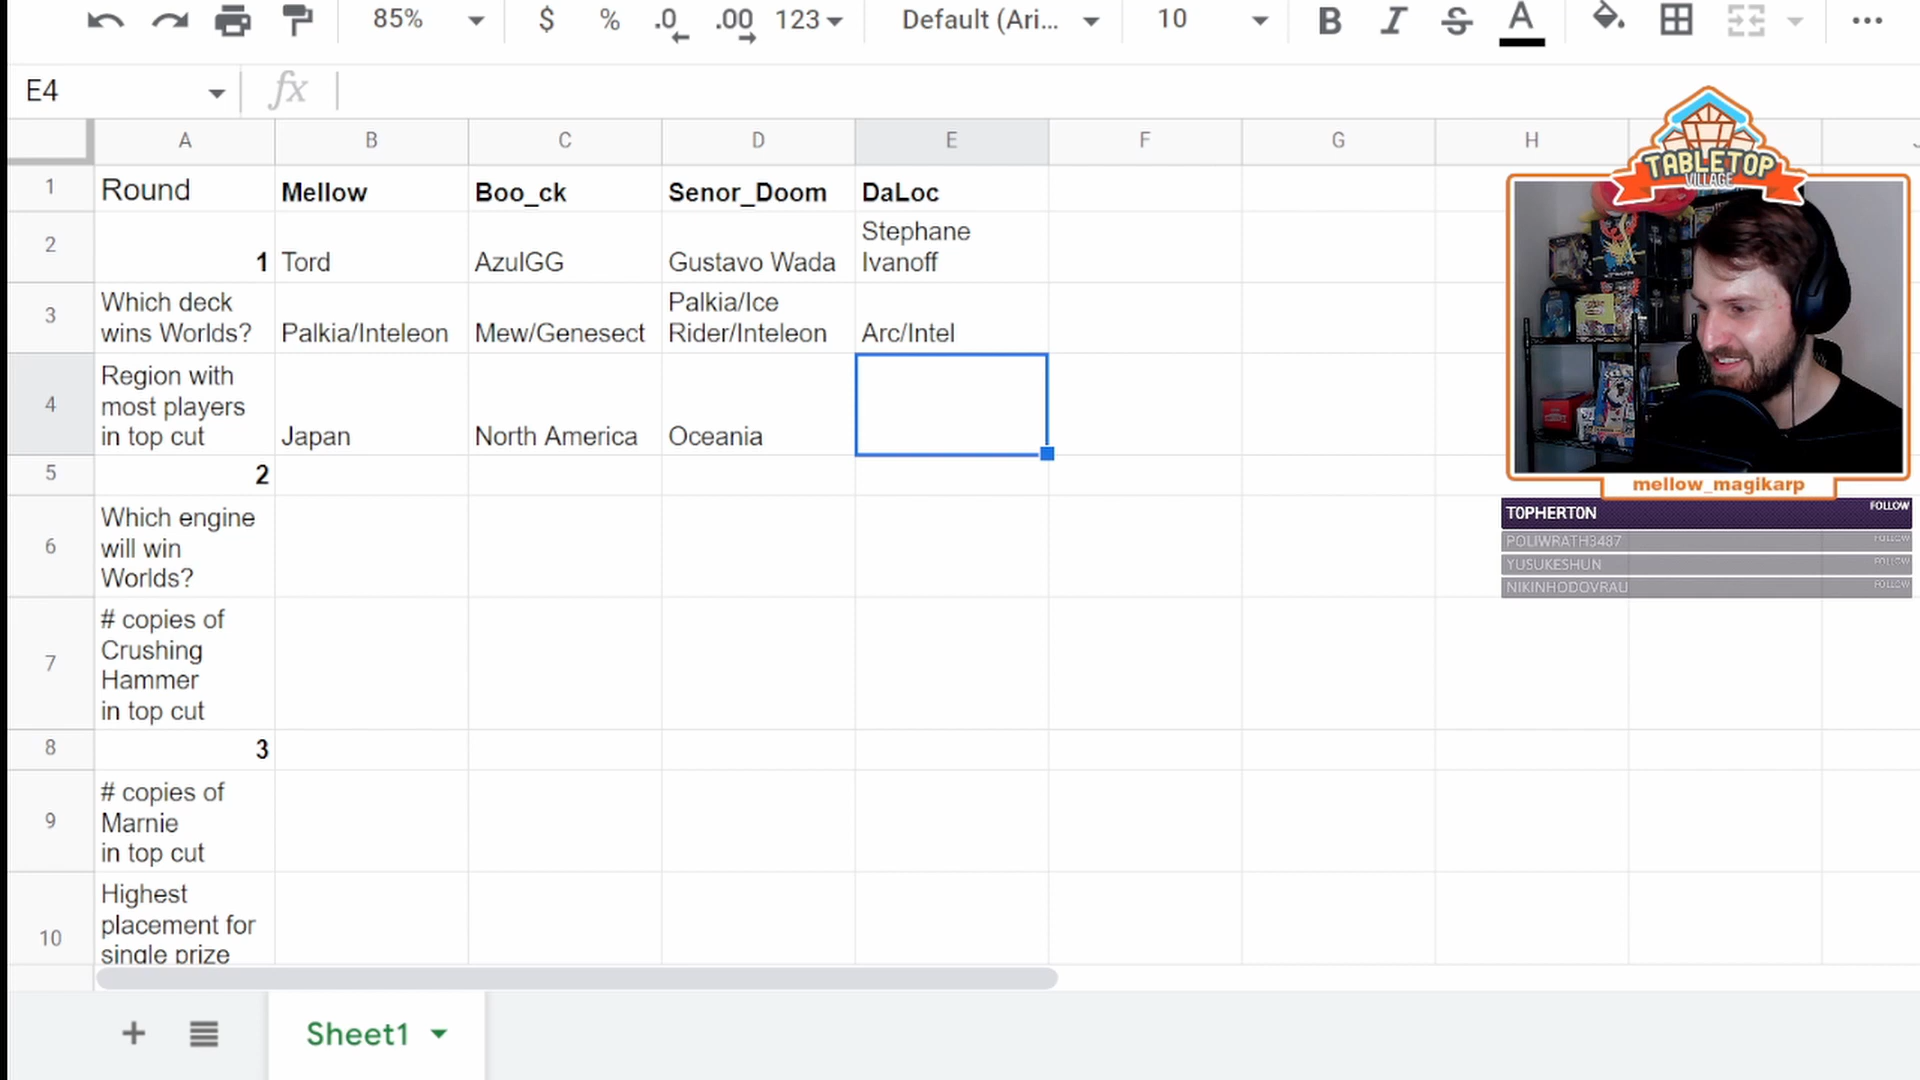 85% $ % .0 .00 123 Default (Ari... 10 B I S A
E4 fx
A B C D E F G H
1 Round Mellow Boo_ck Senor_Doom DaLoc
2 1 Tord AzulGG Gustavo Wada Stephane
Ivanoff
3 Which deck
wins Worlds? Palkia/Inteleon Mew/Genesect Palkia/Ice
Rider/Inteleon Arc/Intel
4 Region with
most players
in top cut Japan North America Oceania
5 2
6 Which engine
will win
Worlds?
7 # copies of
Crushing
Hammer
in top cut
8 3
9 # copies of
Marnie
in top cut
10 Highest
placement for
single prize
Sheet1
TABLETOP
VILLAGE
mellow_magikarp
T0PHERT0N FOLLOW
POLIWRATH3487 FOLLOW
YUSUKESHUN FOLLOW
NIKINHODOVRAU FOLLOW